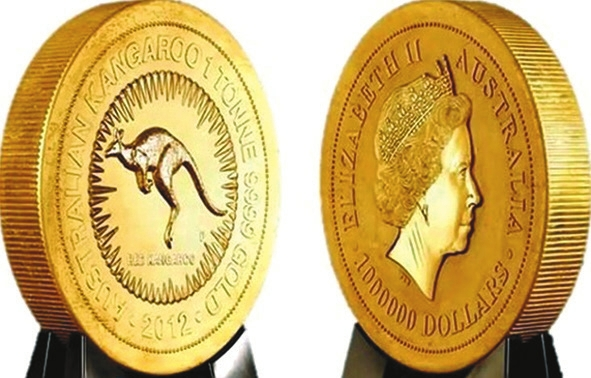 AUSTRALIAN KANGAROO 1 TONNE 9999 GOLD
RED KANGAROO
P
· 2012 ·
ELIZABETH II AUSTRALIA
· 1000000 DOLLARS ·